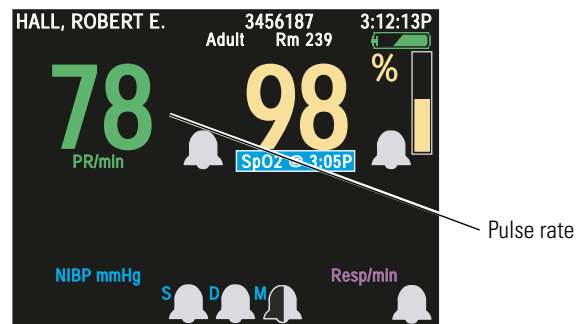 HALL, ROBERT E. 3456187 3:12:13P
Adult Rm 239
78 98 %
PR/min
SpO2 @ 3:05P
Pulse rate
NIBP mmHg Resp/min
S D M